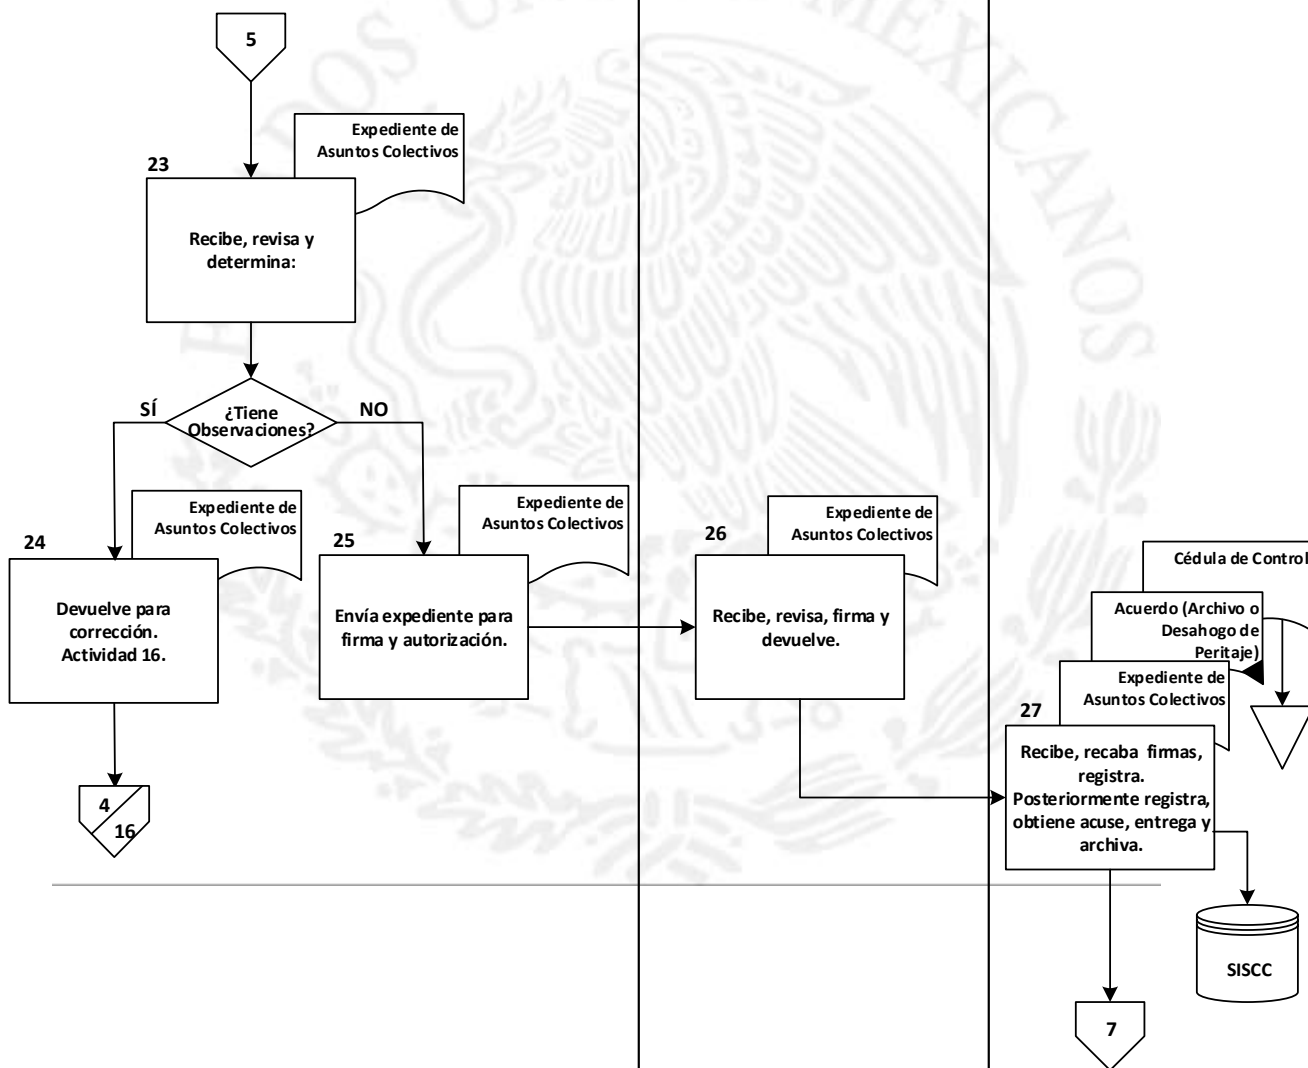 5
Expediente de
Asuntos Colectivos
23
Recibe, revisa y
determina:
¿Tiene
Observaciones?
SÍ
NO
Expediente de
Asuntos Colectivos
24
Devuelve para
corrección.
Actividad 16.
4
16
Expediente de
Asuntos Colectivos
25
Envía expediente para
firma y autorización.
Expediente de
Asuntos Colectivos
26
Recibe, revisa, firma y
devuelve.
Cédula de Control
Acuerdo (Archivo o
Desahogo de
Peritaje)
Expediente de
Asuntos Colectivos
27
Recibe, recaba firmas,
registra.
Posteriormente registra,
obtiene acuse, entrega y
archiva.
SISCC
7
MEXICANOS